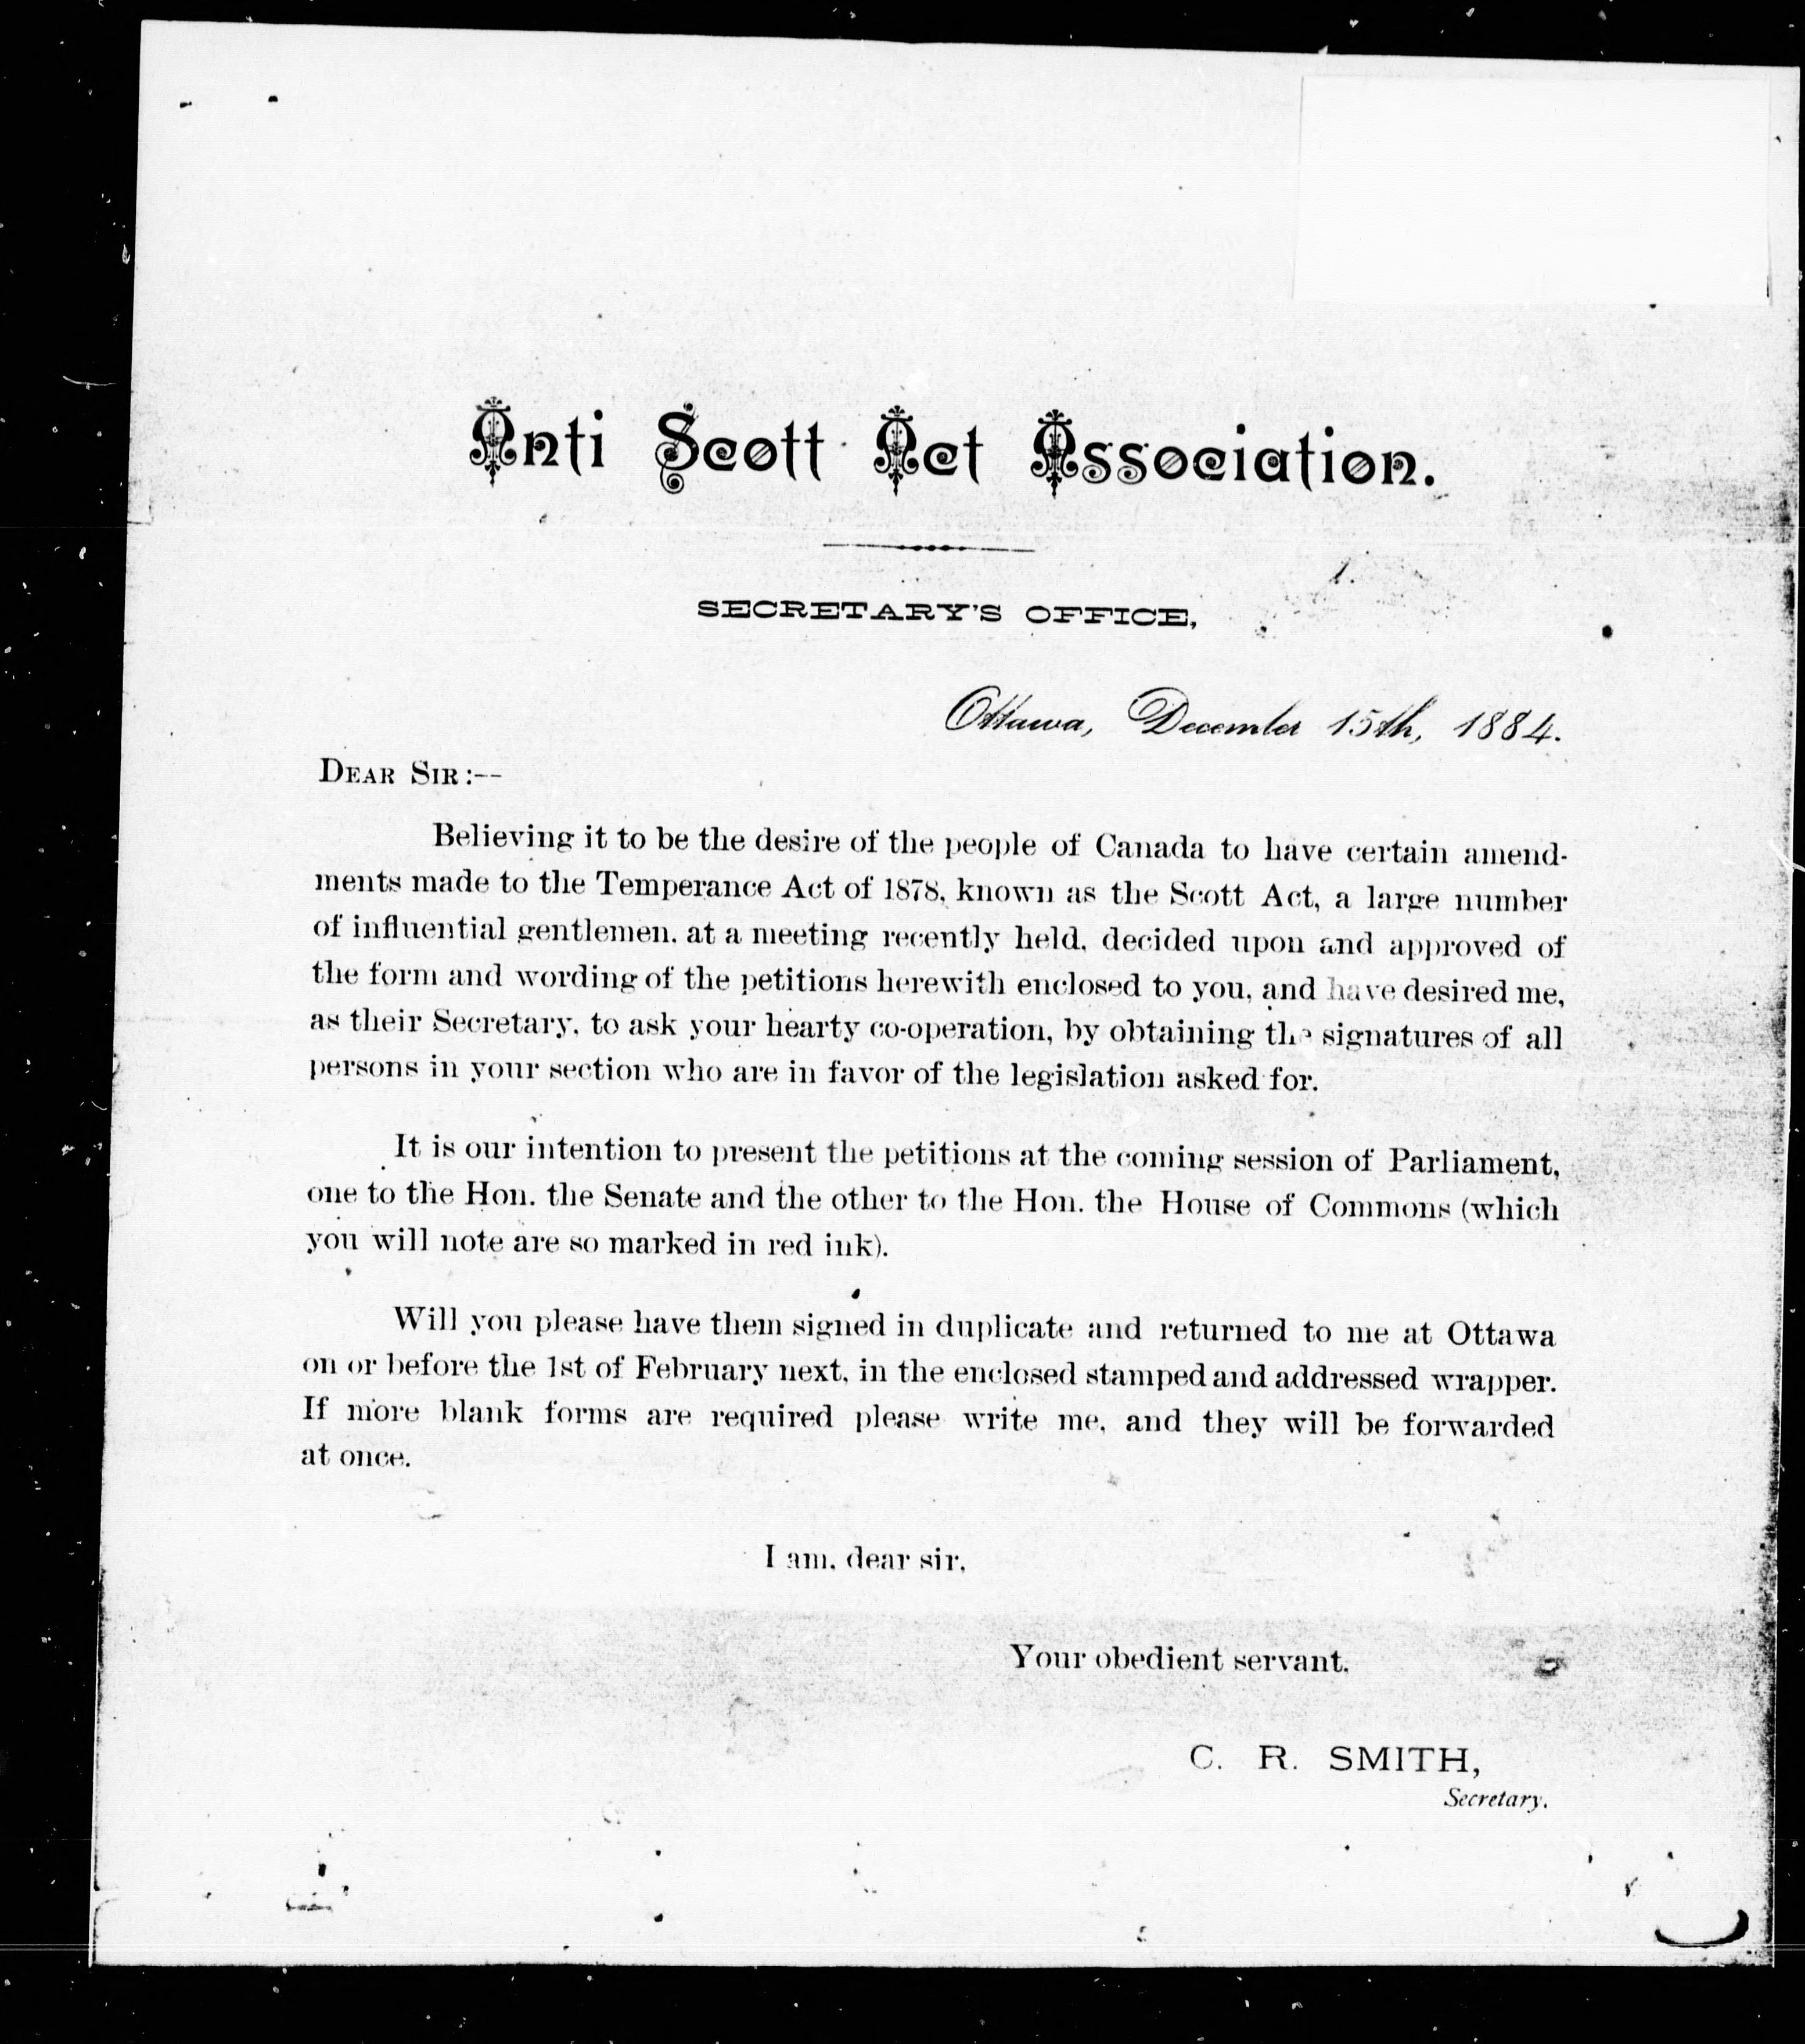 Anti Scott Act Association.
SECRETARY'S OFFICE,
Ottawa, December 15th, 1884.
DEAR SIR:--
Believing it to be the desire of the people of Canada to have certain amend-
ments made to the Temperance Act of 1878, known as the Scott Act, a large number
of influential gentlemen, at a meeting recently held, decided upon and approved of
the form and wording of the petitions herewith enclosed to you, and have desired me,
as their Secretary, to ask your hearty co-operation, by obtaining the signatures of all
persons in your section who are in favor of the legislation asked for.
It is our intention to present the petitions at the coming session of Parliament,
one to the Hon. the Senate and the other to the Hon. the House of Commons (which
you will note are so marked in red ink).
Will you please have them signed in duplicate and returned to me at Ottawa
on or before the 1st of February next, in the enclosed stamped and addressed wrapper.
If more blank forms are required please write me, and they will be forwarded
at once.
I am, dear sir,
Your obedient servant,
C. R. SMITH,
Secretary.